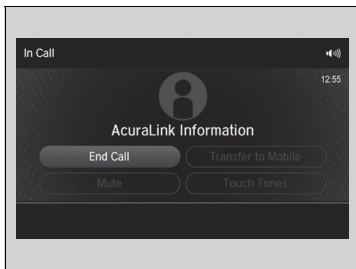 In Call
12:55
AcuraLink Information
End Call
Transfer to Mobile
Mute
Touch Tones